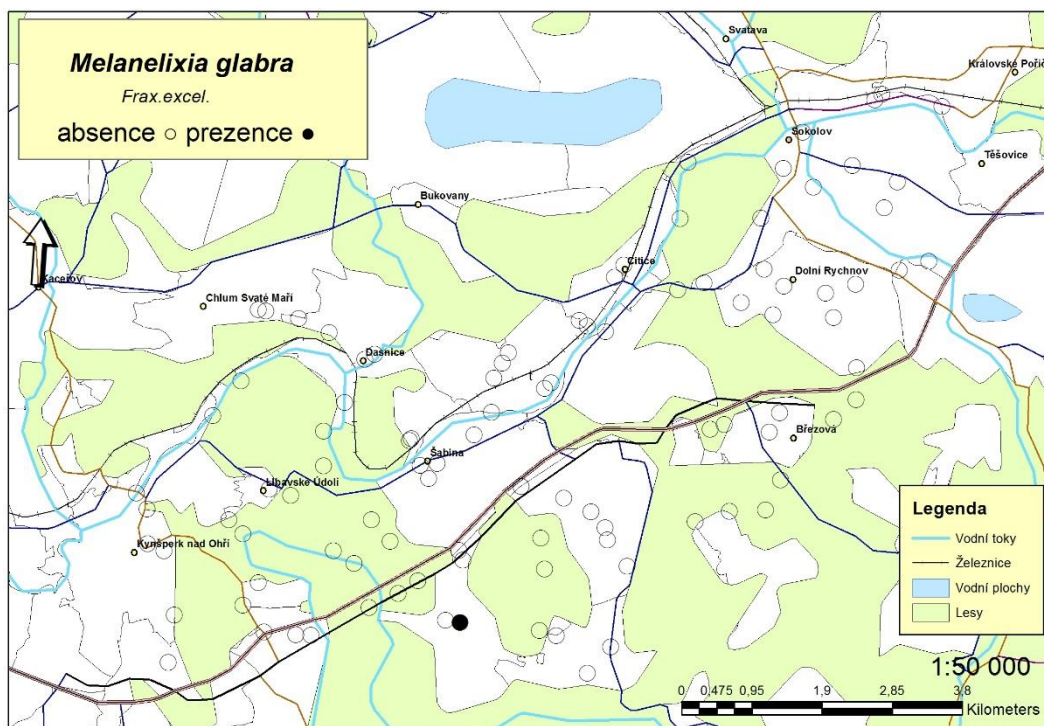 Melanelixia glabra
Frax.excel.
absence ○ prezence ●
Svatava
Královské Poříč
Sokolov
Těšovice
Bukovany
Kaceřov
Citice
Dolní Rychnov
Chlum Svaté Maří
Dasnice
t
Březová
Šabina
Libavské Údolí
Kynšperk nad Ohří
Legenda
Vodní toky
Železnice
Vodní plochy
Lesy
1:50 000
0 0,475 0,95 1,9 2,85 3,8
Kilometers